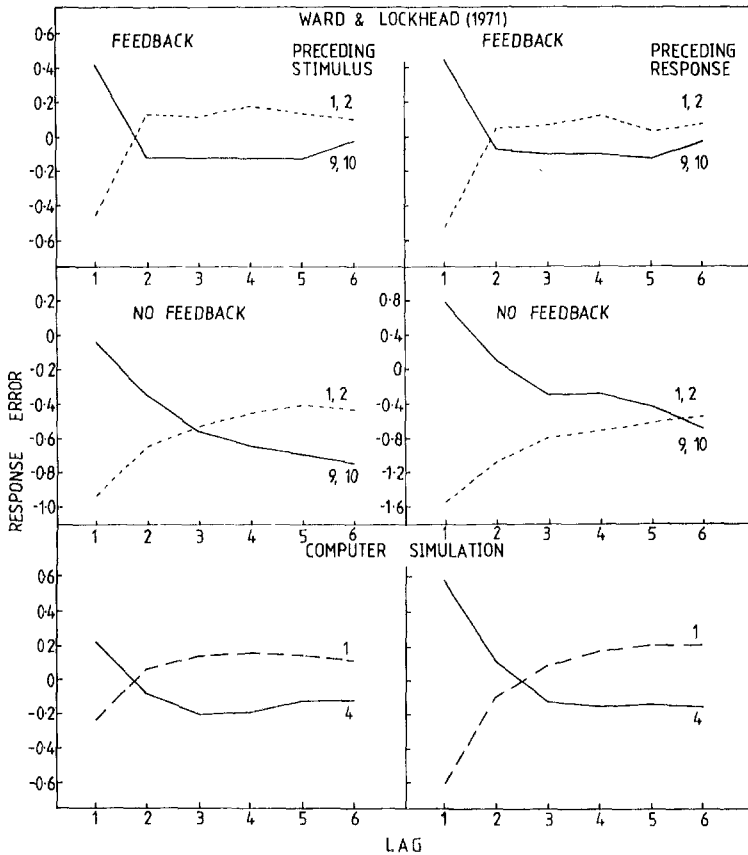 WARD & LOCKHEAD (1971)
FEEDBACK
PRECEDING
STIMULUS
FEEDBACK
PRECEDING
RESPONSE
0·6
0·4
0·2
0
-0·2
-0·4
-0·6
1, 2
9, 10
1, 2
9, 10
1 2 3 4 5 6
1 2 3 4 5 6
NO FEEDBACK
NO FEEDBACK
0·2
0
-0·2
-0·4
-0·6
-0·8
-1·0
0·8
0·4
0
-0·4
-0·8
-1·2
-1·6
1, 2
9, 10
1, 2
9, 10
RESPONSE ERROR
1 2 3 4 5 6
1 2 3 4 5 6
COMPUTER SIMULATION
0·6
0·4
0·2
0
-0·2
-0·4
-0·6
1
4
1
4
1 2 3 4 5 6
1 2 3 4 5 6
LAG